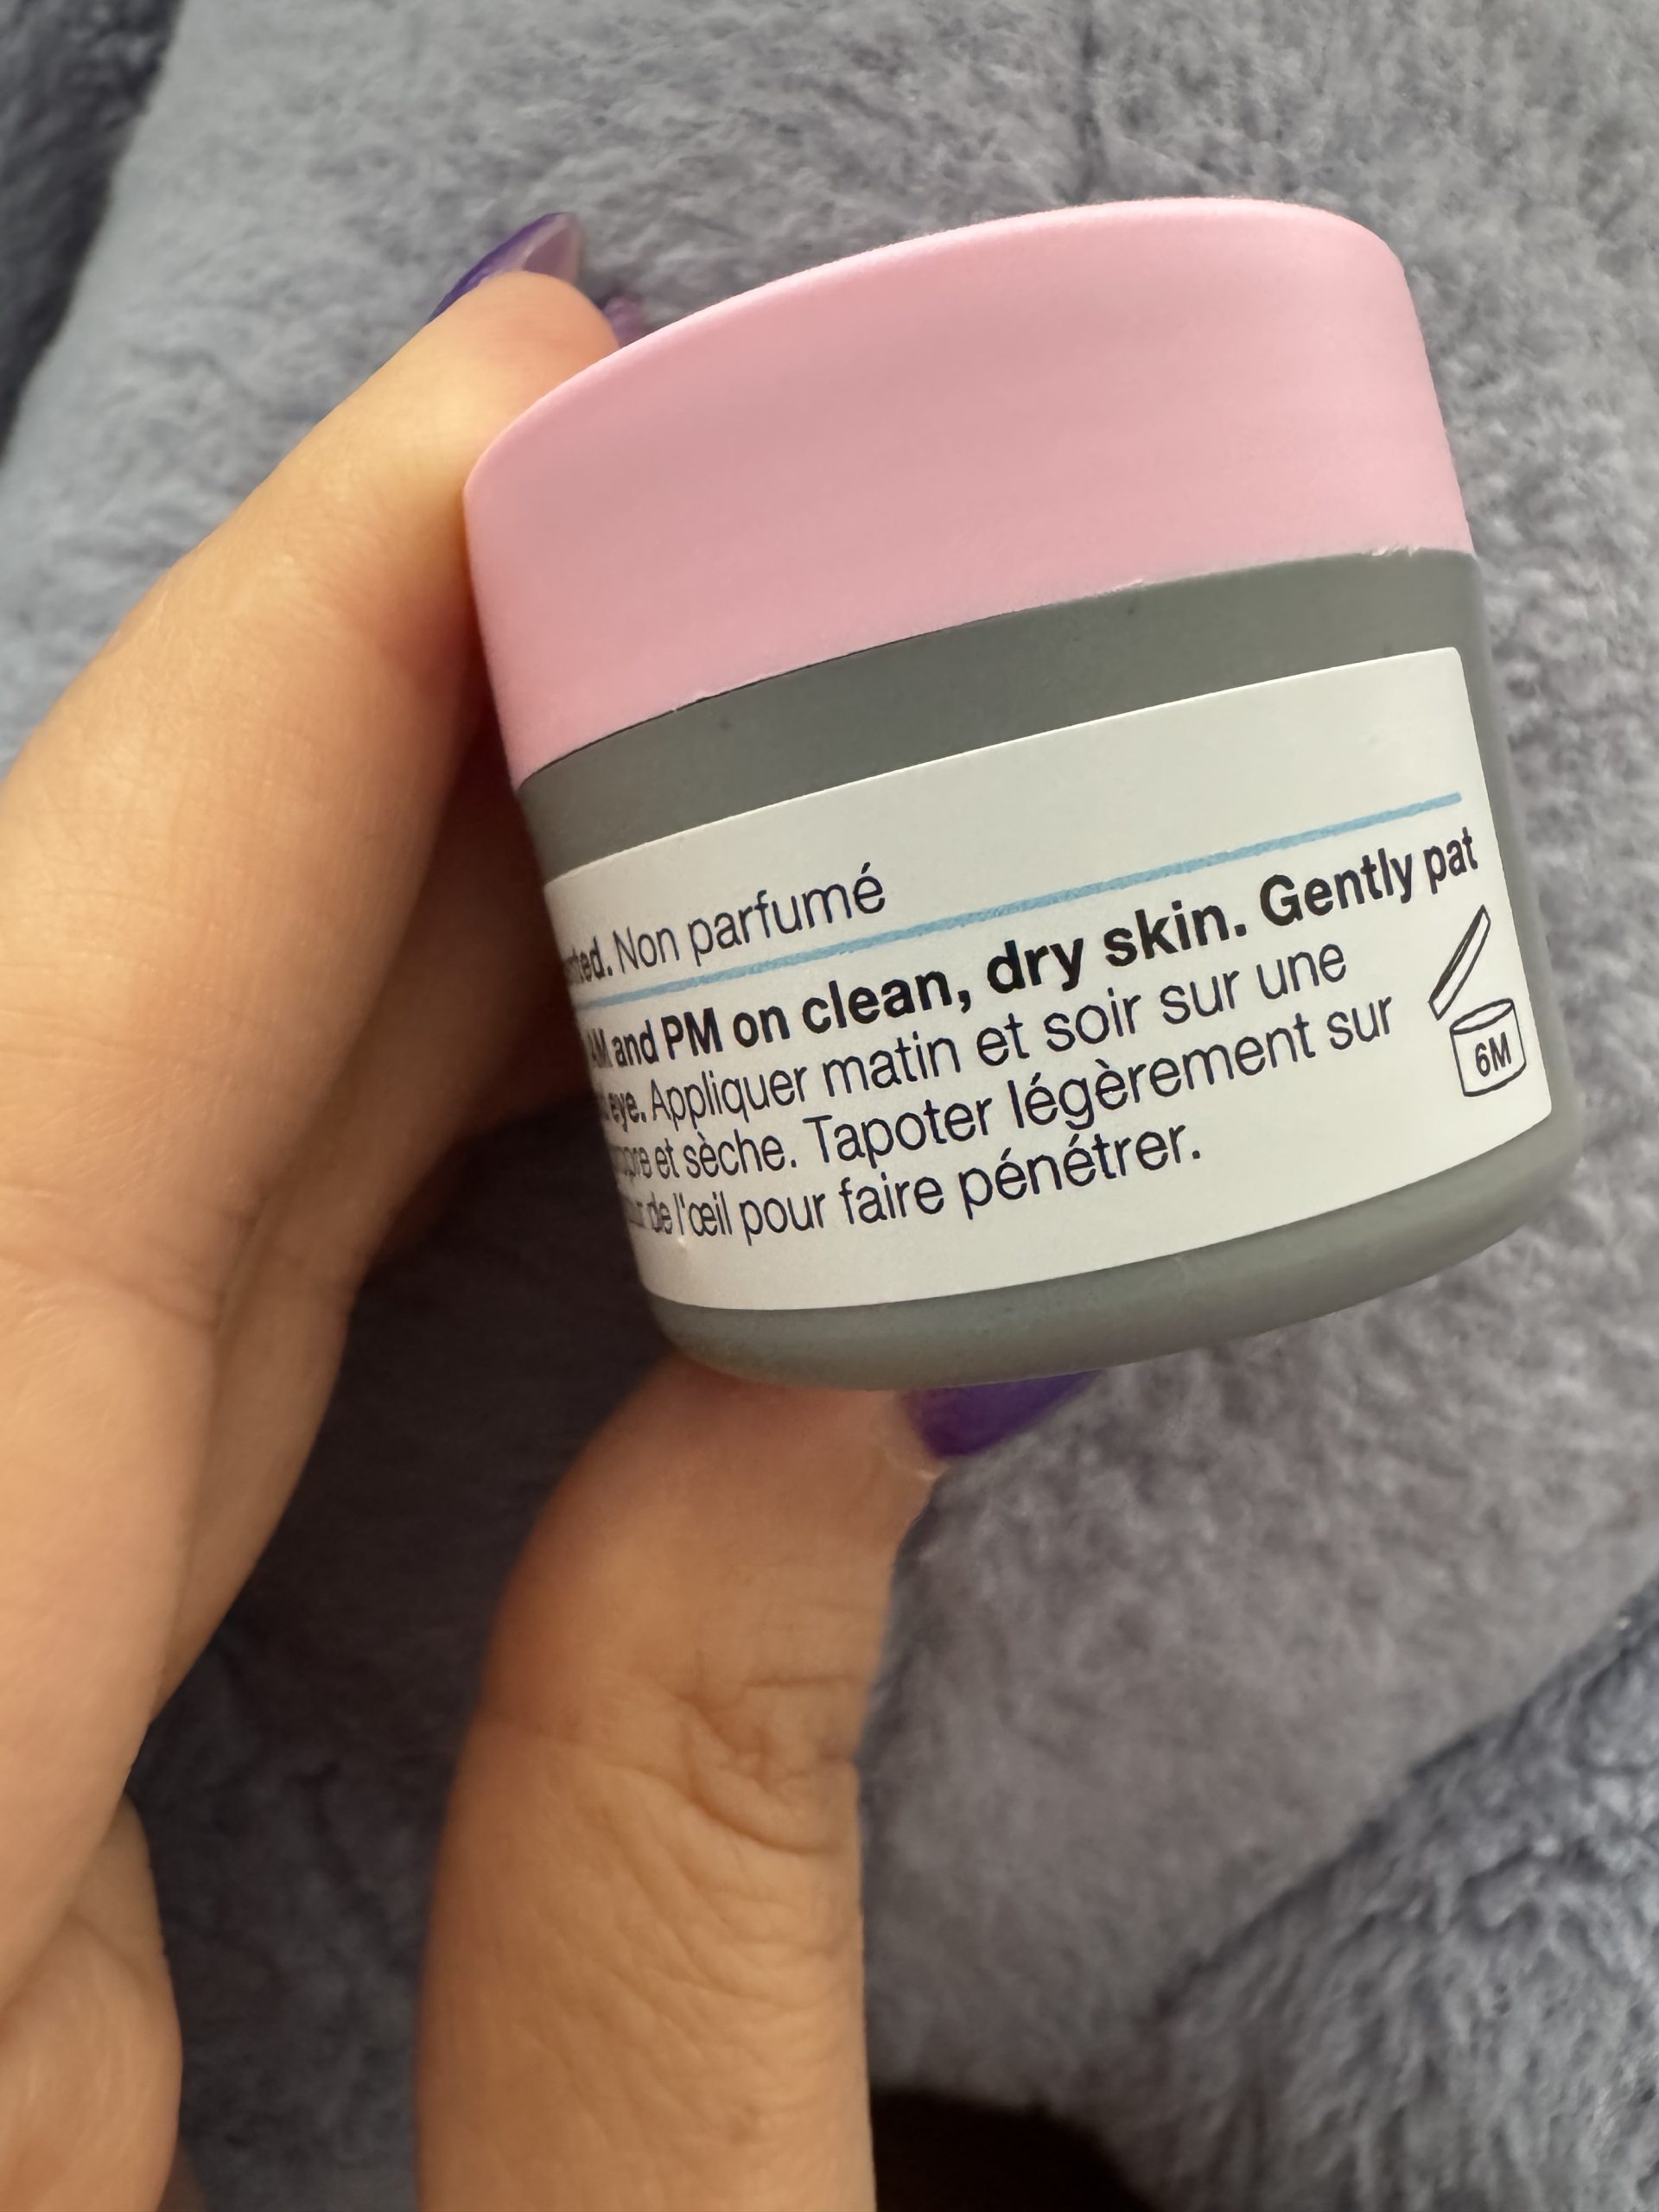 Non parfumé
AM and PM on clean, dry skin. Gently pat
eye. Appliquer matin et soir sur une
et sèche. Tapoter légèrement sur
de l'œil pour faire pénétrer.
6M